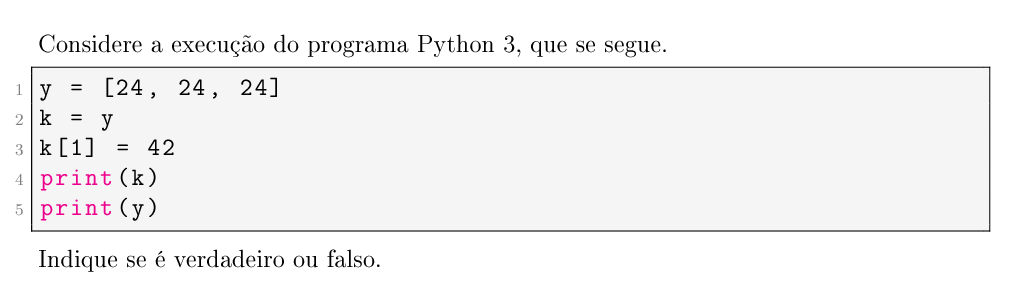 Considere a execução do programa Python 3, que se segue.
1 y = [24, 24, 24]
2 k = y
3 k[1] = 42
4 print(k)
5 print(y)
Indique se é verdadeiro ou falso.